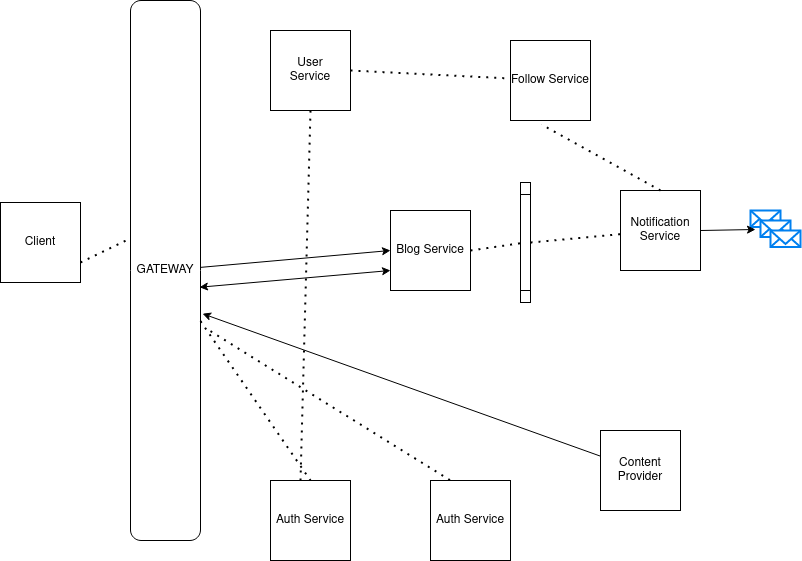 User
Service
Follow Service
Client
GATEWAY
Blog Service
Notification
Service
Content
Provider
Auth Service
Auth Service